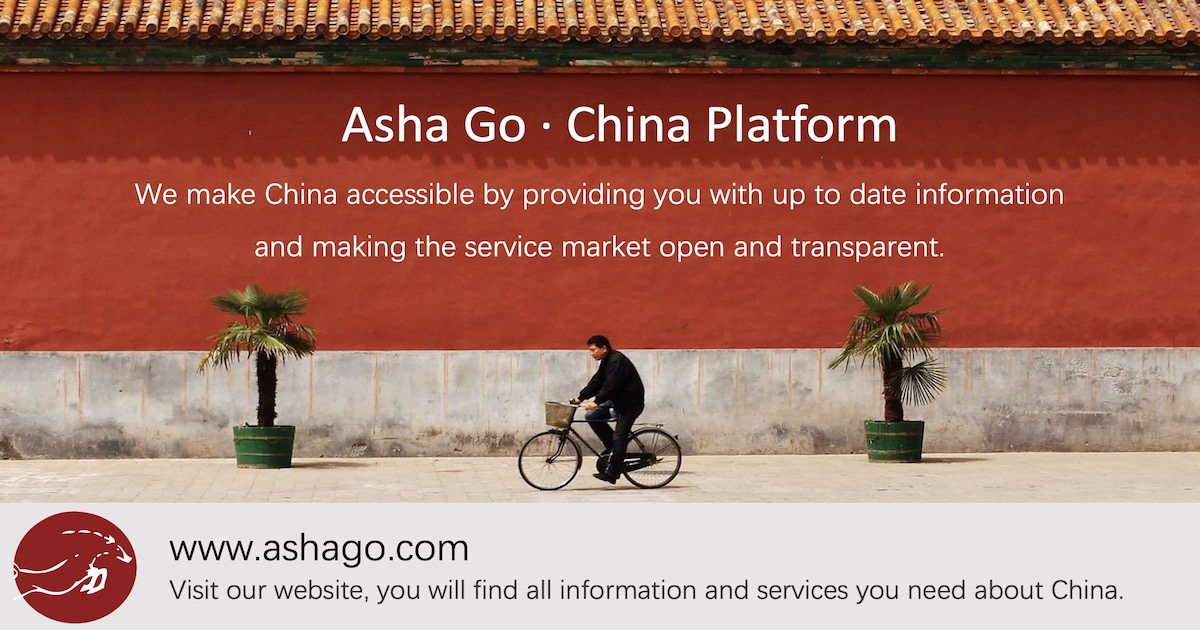 Asha Go · China Platform
We make China accessible by providing you with up to date information
and making the service market open and transparent.
www.ashago.com
Visit our website, you will find all information and services you need about China.